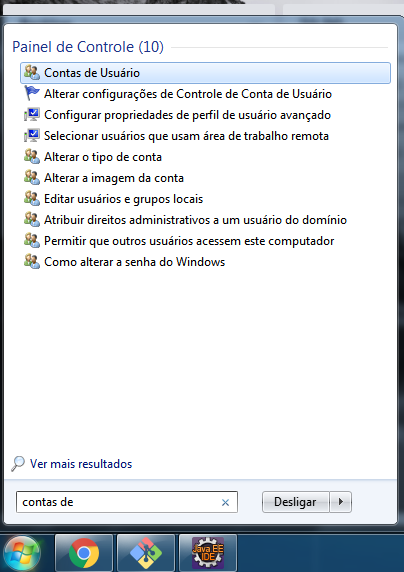 Painel de Controle (10)
Contas de Usuário
Alterar configurações de Controle de Conta de Usuário
Configurar propriedades de perfil de usuário avançado
Selecionar usuários que usam área de trabalho remota
Alterar o tipo de conta
Alterar a imagem da conta
Editar usuários e grupos locais
Atribuir direitos administrativos a um usuário do domínio
Permitir que outros usuários acessem este computador
Como alterar a senha do Windows
Ver mais resultados
contas de
Desligar
Java EE
IDE